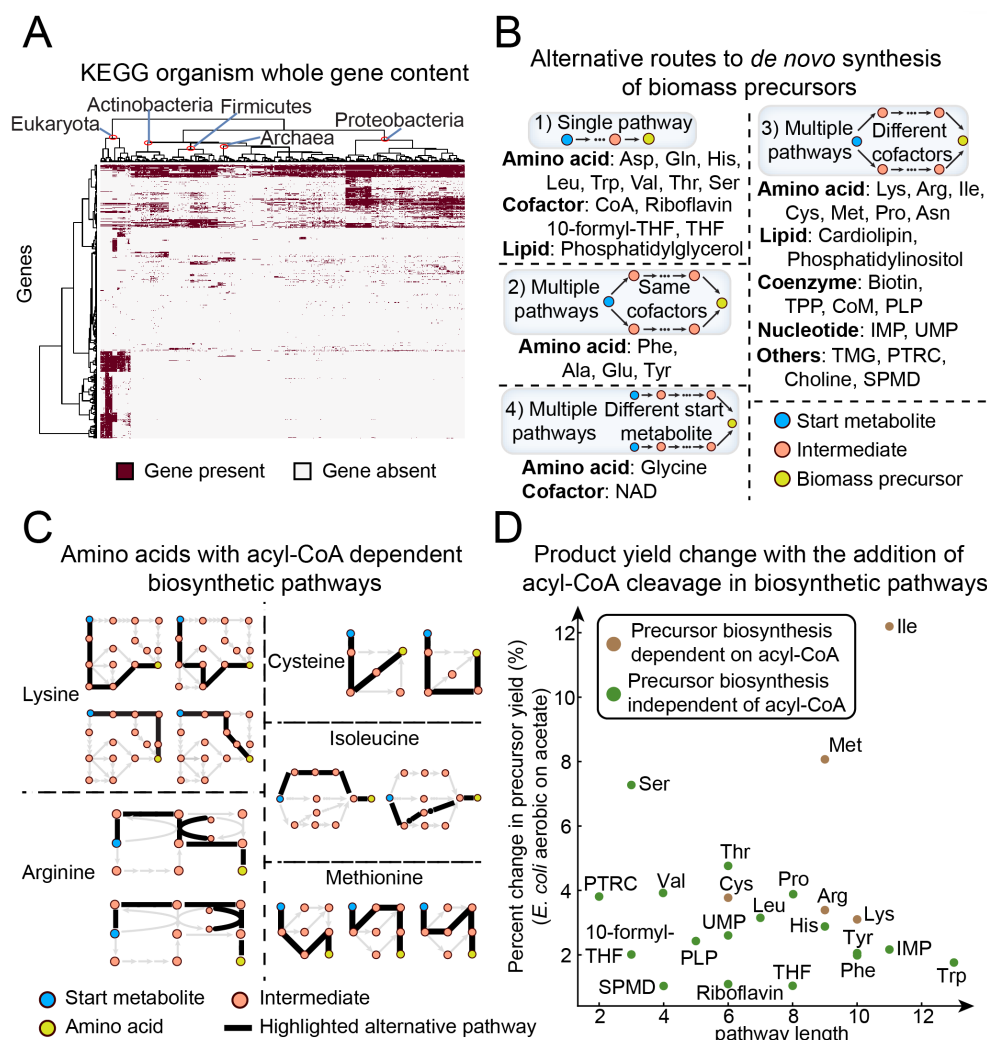 A
KEGG organism whole gene content
Actinobacteria
Firmicutes
Eukaryota
Archaea
Proteobacteria
Genes
Gene present
Gene absent
B
Alternative routes to de novo synthesis
of biomass precursors
1) Single pathway
Amino acid: Asp, Gln, His,
Leu, Trp, Val, Thr, Ser
Cofactor: CoA, Riboflavin
10-formyl-THF, THF
Lipid: Phosphatidylglycerol
2) Multiple
pathways
Same
cofactors
Amino acid: Phe,
Ala, Glu, Tyr
4) Multiple
pathways
Different start
metabolite
Amino acid: Glycine
Cofactor: NAD
3) Multiple
pathways
Different
cofactors
Amino acid: Lys, Arg, Ile,
Cys, Met, Pro, Asn
Lipid: Cardiolipin,
Phosphatidylinositol
Coenzyme: Biotin,
TPP, CoM, PLP
Nucleotide: IMP, UMP
Others: TMG, PTRC,
Choline, SPMD
Start metabolite
Intermediate
Biomass precursor
C
Amino acids with acyl-CoA dependent
biosynthetic pathways
Lysine
Cysteine
Isoleucine
Arginine
Methionine
Start metabolite
Intermediate
Amino acid
Highlighted alternative pathway
D
Product yield change with the addition of
acyl-CoA cleavage in biosynthetic pathways
Percent change in precursor yield (%)
(E. coli aerobic on acetate)
12
10
8
6
4
2
Precursor biosynthesis
dependent on acyl-CoA
Precursor biosynthesis
independent of acyl-CoA
Ile
Met
Ser
Thr
PTRC
Val
Cys
Pro
Leu
Arg
Lys
UMP
His
10-formyl-
THF
PLP
Tyr
IMP
Phe
Trp
SPMD
Riboflavin
THF
2 4 6 8 10 12
pathway length